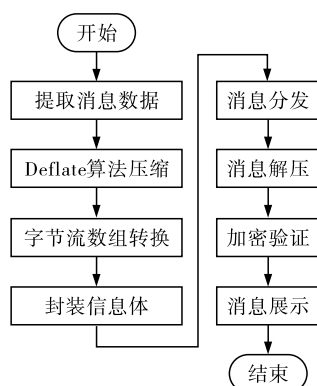 开始
提取消息数据
Deflate算法压缩
字节流数组转换
封装信息体
消息分发
消息解压
加密验证
消息展示
结束